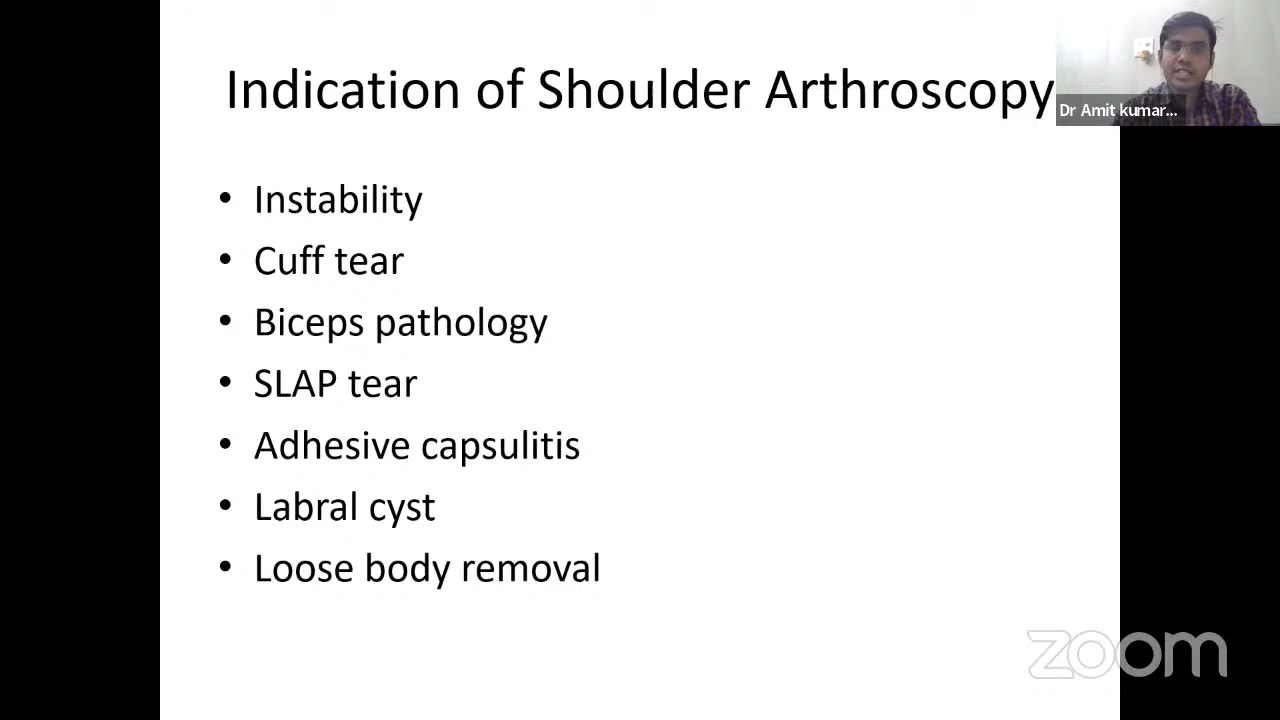 Indication of Shoulder Arthroscopy
Dr Amit kumar...
• Instability
• Cuff tear
• Biceps pathology
• SLAP tear
• Adhesive capsulitis
• Labral cyst
• Loose body removal
zoom